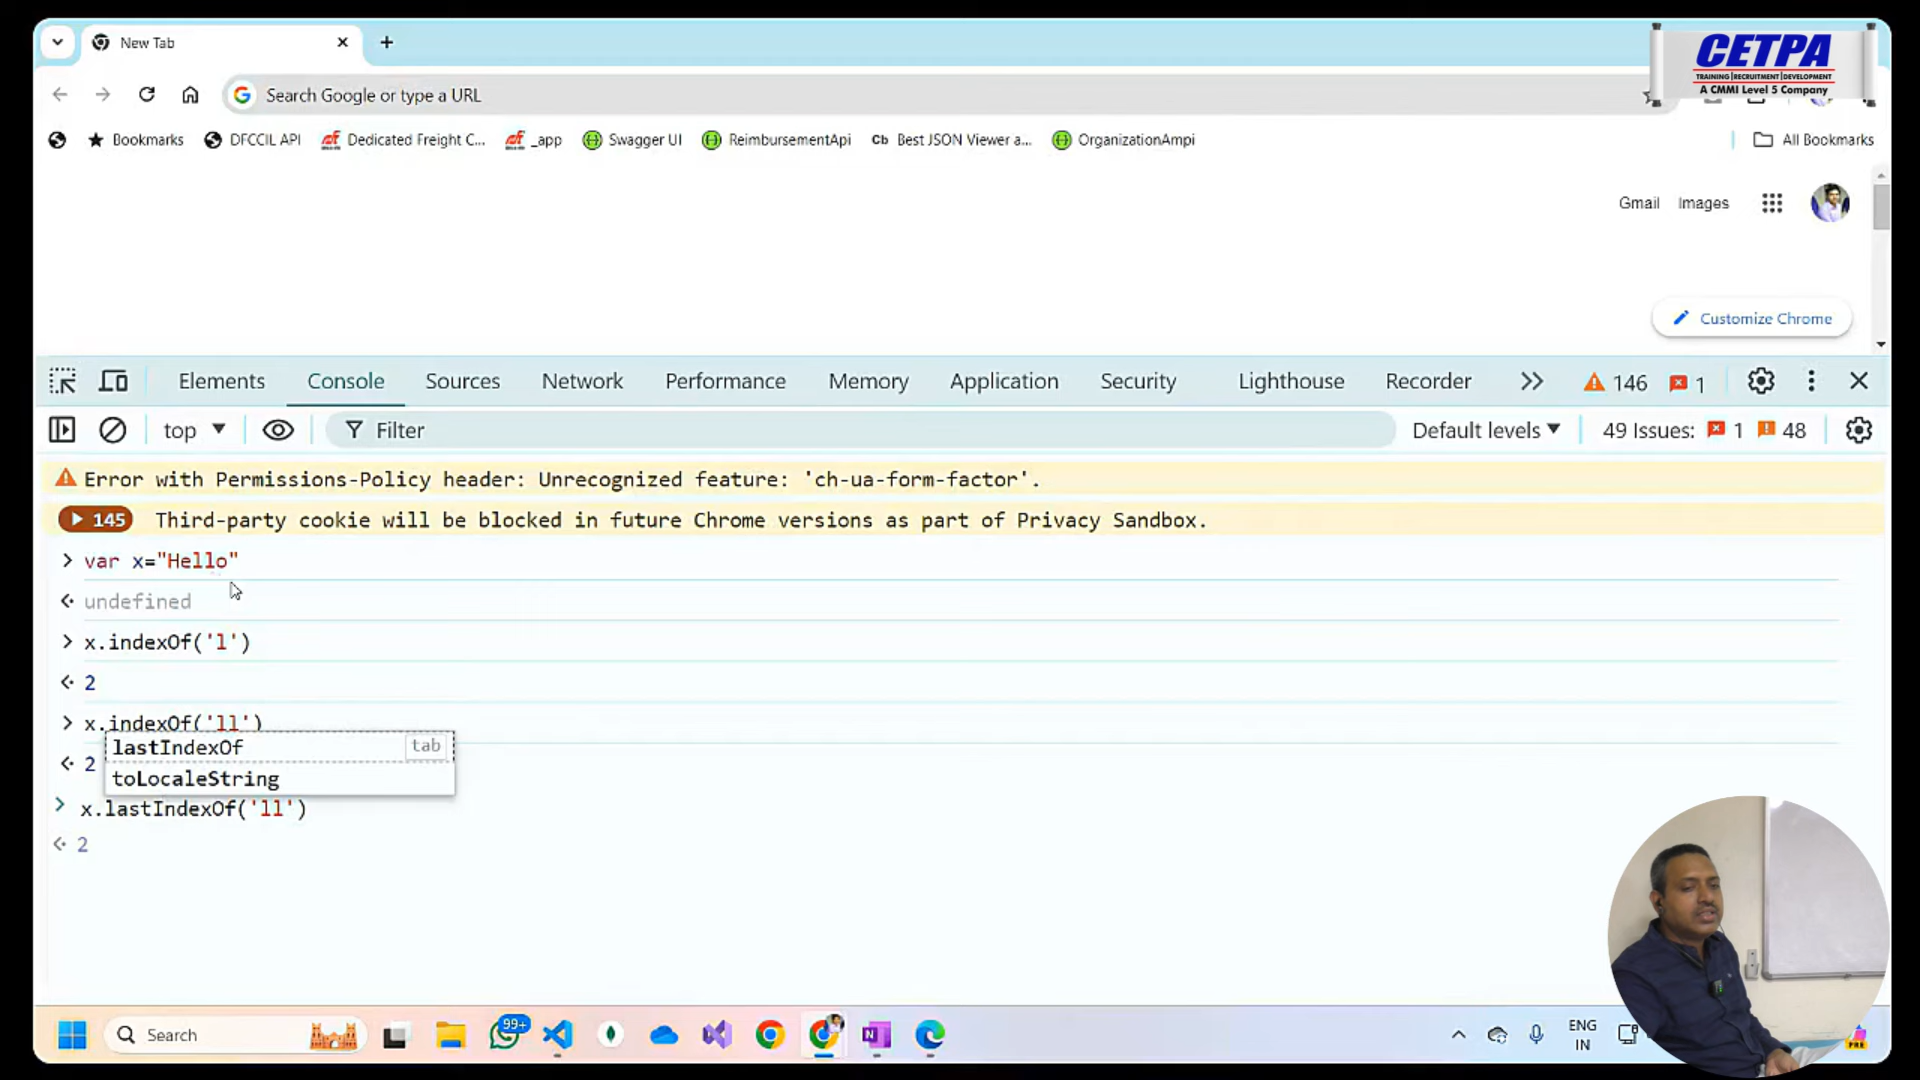 New Tab
CETPA
TRAINING|RECRUITMENT|DEVELOPMENT
A CMMI Level 5 Company
Search Google or type a URL
Bookmarks
DFCCIL API
Dedicated Freight C...
_app
Swagger UI
ReimbursementApi
Cb Best JSON Viewer a...
OrganizationAmpi
All Bookmarks
Gmail Images
Customize Chrome
Elements Console Sources Network Performance Memory Application Security Lighthouse Recorder 146 1
top Filter Default levels 49 Issues: 1 48
Error with Permissions-Policy header: Unrecognized feature: 'ch-ua-form-factor'.
145 Third-party cookie will be blocked in future Chrome versions as part of Privacy Sandbox.
> var x="Hello"
undefined
> x.indexOf('l')
2
> x.indexOf('ll')
lastIndexOf tab
2
toLocaleString
> x.lastIndexOf('ll')
2
Search
99+
ENG
IN
PRE